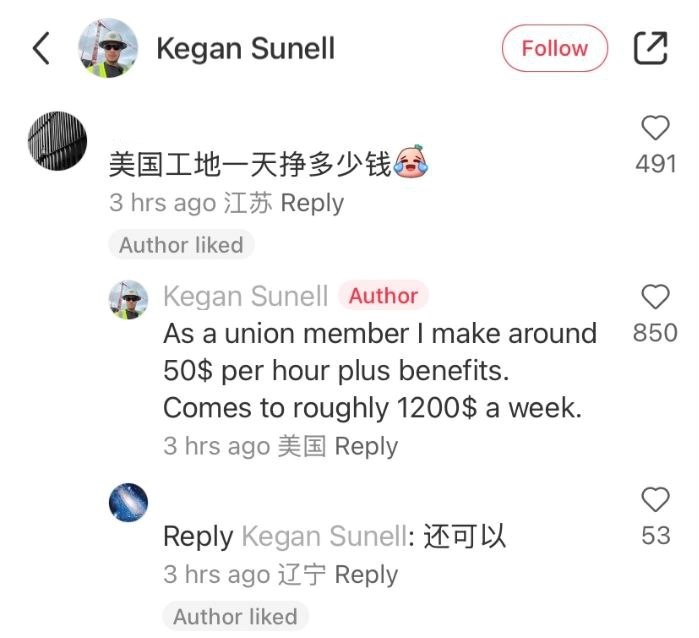 Kegan Sunell
Follow
美国工地一天挣多少钱
491
3 hrs ago 江苏 Reply
Author liked
Kegan Sunell Author
As a union member I make around
850
50$ per hour plus benefits.
Comes to roughly 1200$ a week.
3 hrs ago 美国 Reply
Reply Kegan Sunell: 还可以
53
3 hrs ago 辽宁 Reply
Author liked